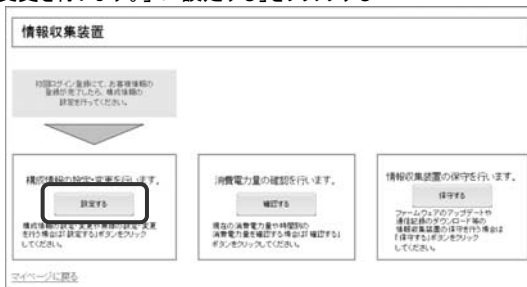 変更を行います。」の「設定する」をクリックする
情報収集装置
初回ログイン登録にて、お客様情報の
登録が完了したら、構成情報の
設定を行ってください。
構成情報の設定・変更を行います。
設定する
構成情報の設定・変更や無線の設定・変更
を行う場合は「設定する」ボタンをクリック
してください。
消費電力量の確認を行います。
確認する
現在の消費電力量や時間別の
消費電力量を確認する場合は「確認する」
ボタンをクリックしてください。
情報収集装置の保守を行います。
保守する
ファームウェアのアップデートや
通信記録のダウンロード等の
情報収集装置の保守を行う場合は
「保守する」ボタンをクリック
してください。
マイページに戻る